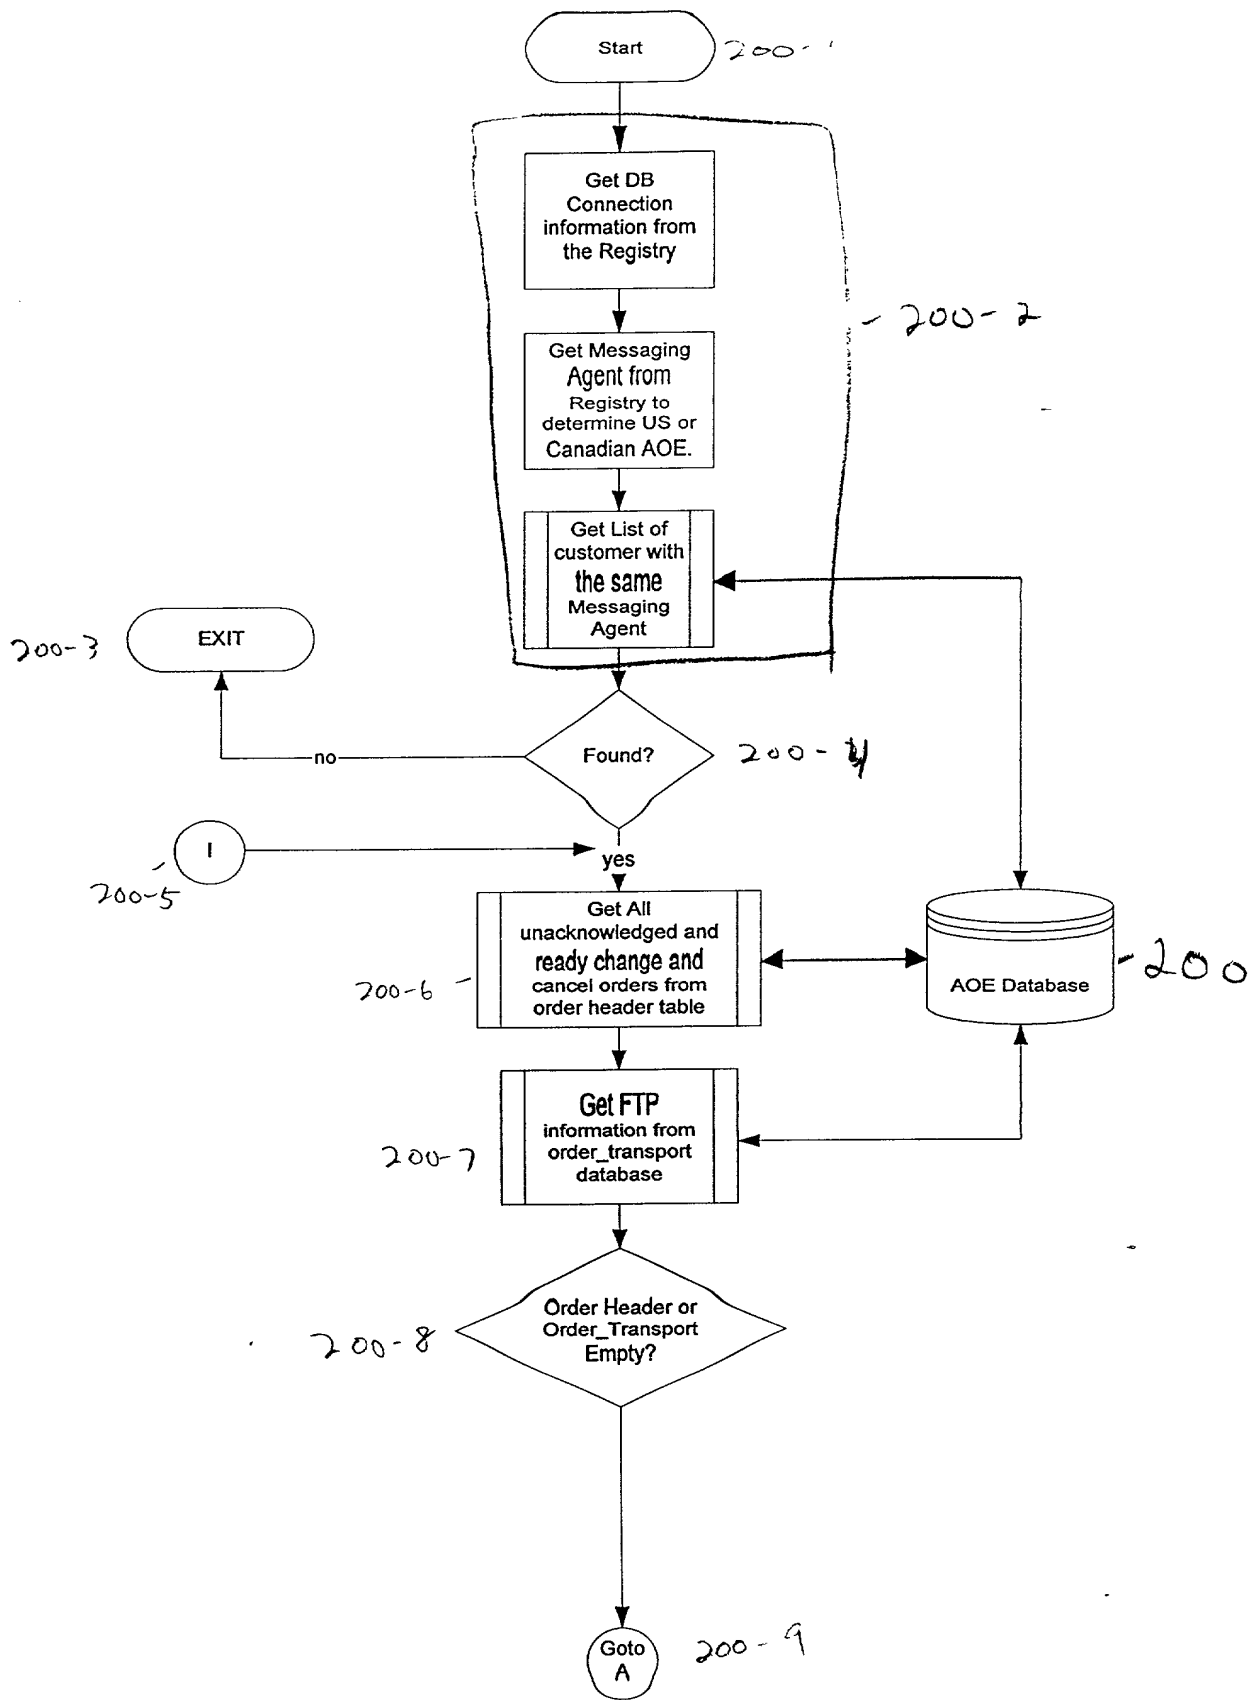 Start
200-1
Get DB
Connection
information from
the Registry
200-2
Get Messaging
Agent from
Registry to
determine US or
Canadian AOE.
Get List of
customer with
the same
Messaging
Agent
EXIT
200-3
no
Found?
200-4
I
200-5
yes
Get All
unacknowledged and
ready change and
cancel orders from
order header table
200-6
AOE Database
200
Get FTP
information from
order_transport
database
200-7
Order Header or
Order_Transport
Empty?
200-8
Goto
A
200-9